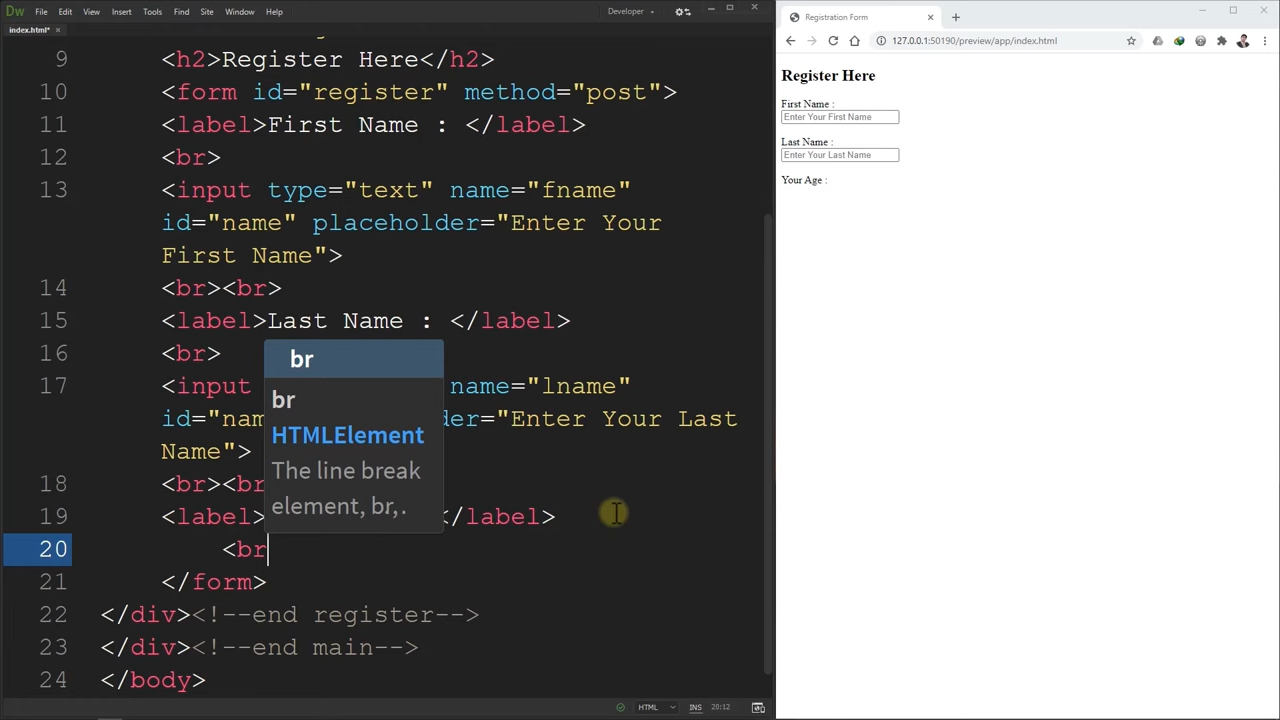 Dw File Edit View Insert Tools Find Site Window Help Developer
index.html*
9 <h2>Register Here</h2>
10 <form id="register" method="post">
11 <label>First Name : </label>
12 <br>
13 <input type="text" name="fname"
id="name" placeholder="Enter Your
First Name">
14 <br><br>
15 <label>Last Name : </label>
16 <br>
17 <input name="lname"
id="nam der="Enter Your Last
Name">
18 <br><br
19 <label> </label>
20 <br
21 </form>
22 </div><!--end register-->
23 </div><!--end main-->
24 </body>
br
br
HTMLElement
The line break
element, br,.
HTML INS 20:12
Registration Form
127.0.0.1:50190/preview/app/index.html
Register Here
First Name :
Enter Your First Name
Last Name :
Enter Your Last Name
Your Age :